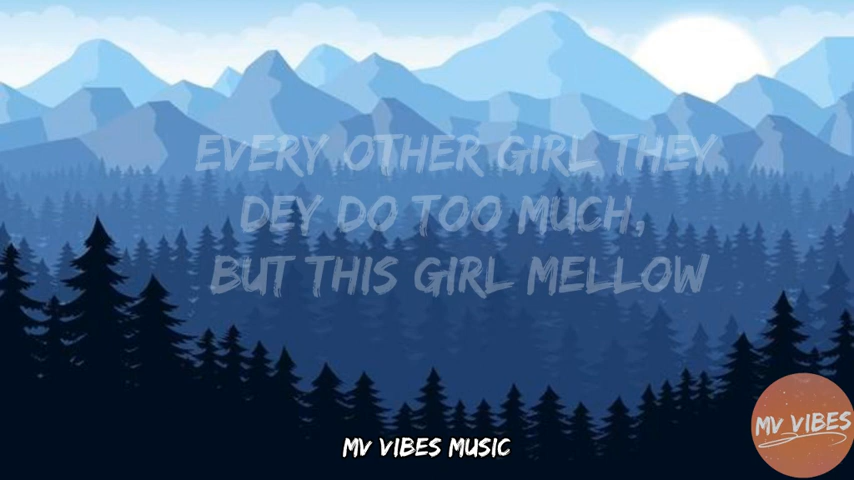 EVERY OTHER GIRL THEY
DEY DO TOO MUCH,
BUT THIS GIRL MELLOW
MV VIBES
MV VIBES MUSIC